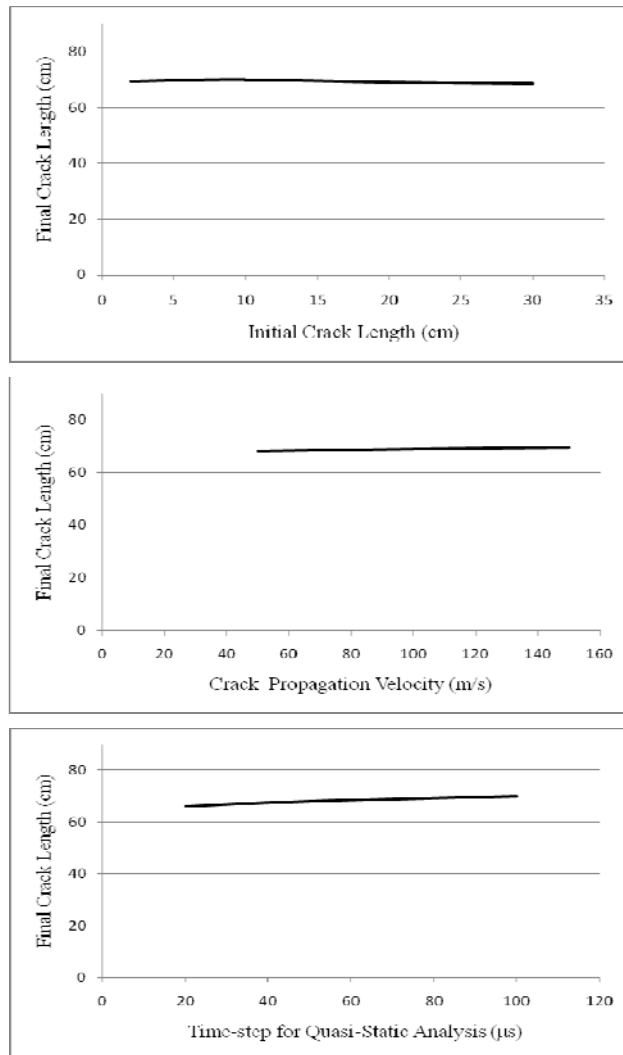 Final Crack Length (cm)
80
60
40
20
0
0 5 10 15 20 25 30 35
Initial Crack Length (cm)
Final Crack Length (cm)
80
60
40
20
0
0 20 40 60 80 100 120 140 160
Crack Propagation Velocity (m/s)
Final Crack Length (cm)
80
60
40
20
0
0 20 40 60 80 100 120
Time-step for Quasi-Static Analysis (μs)